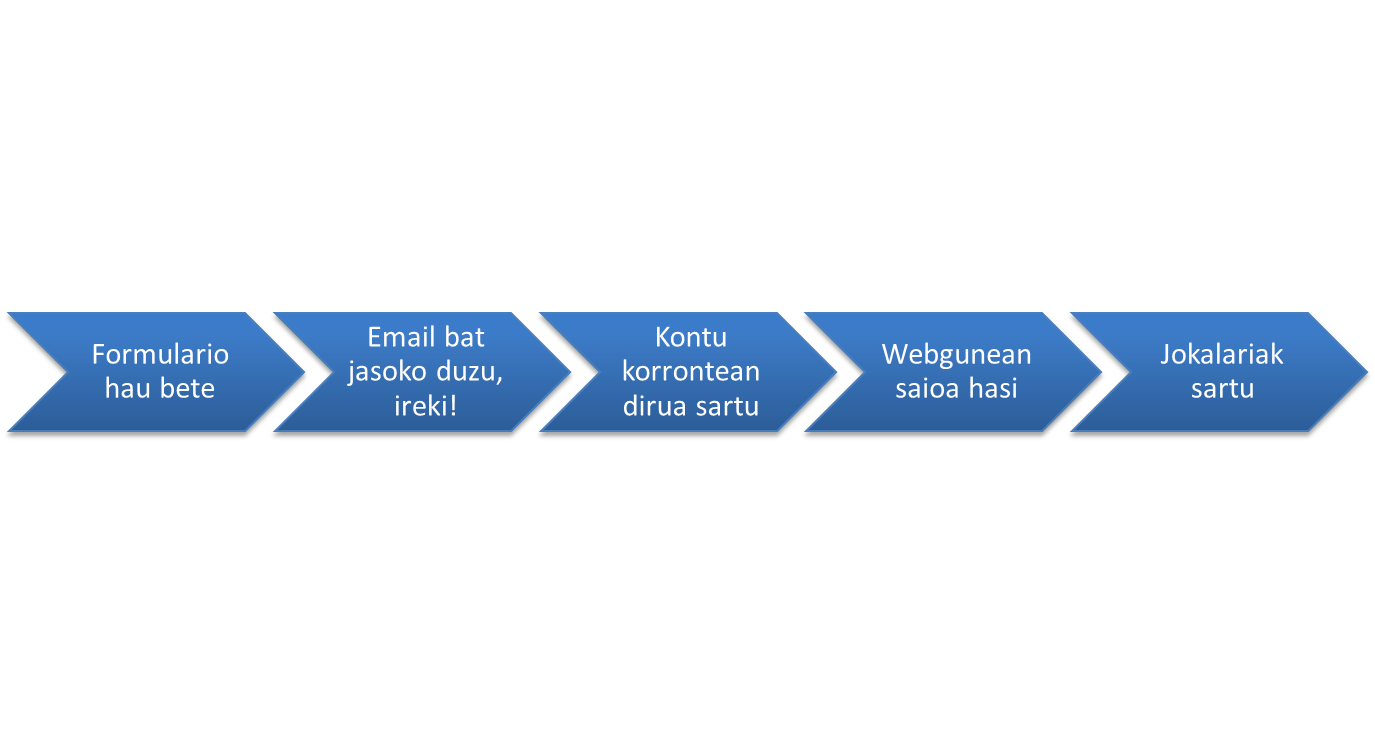 Formulario
hau bete
Email bat
jasoko duzu,
ireki!
Kontu
korrontean
dirua sartu
Webgunean
saioa hasi
Jokalariak
sartu